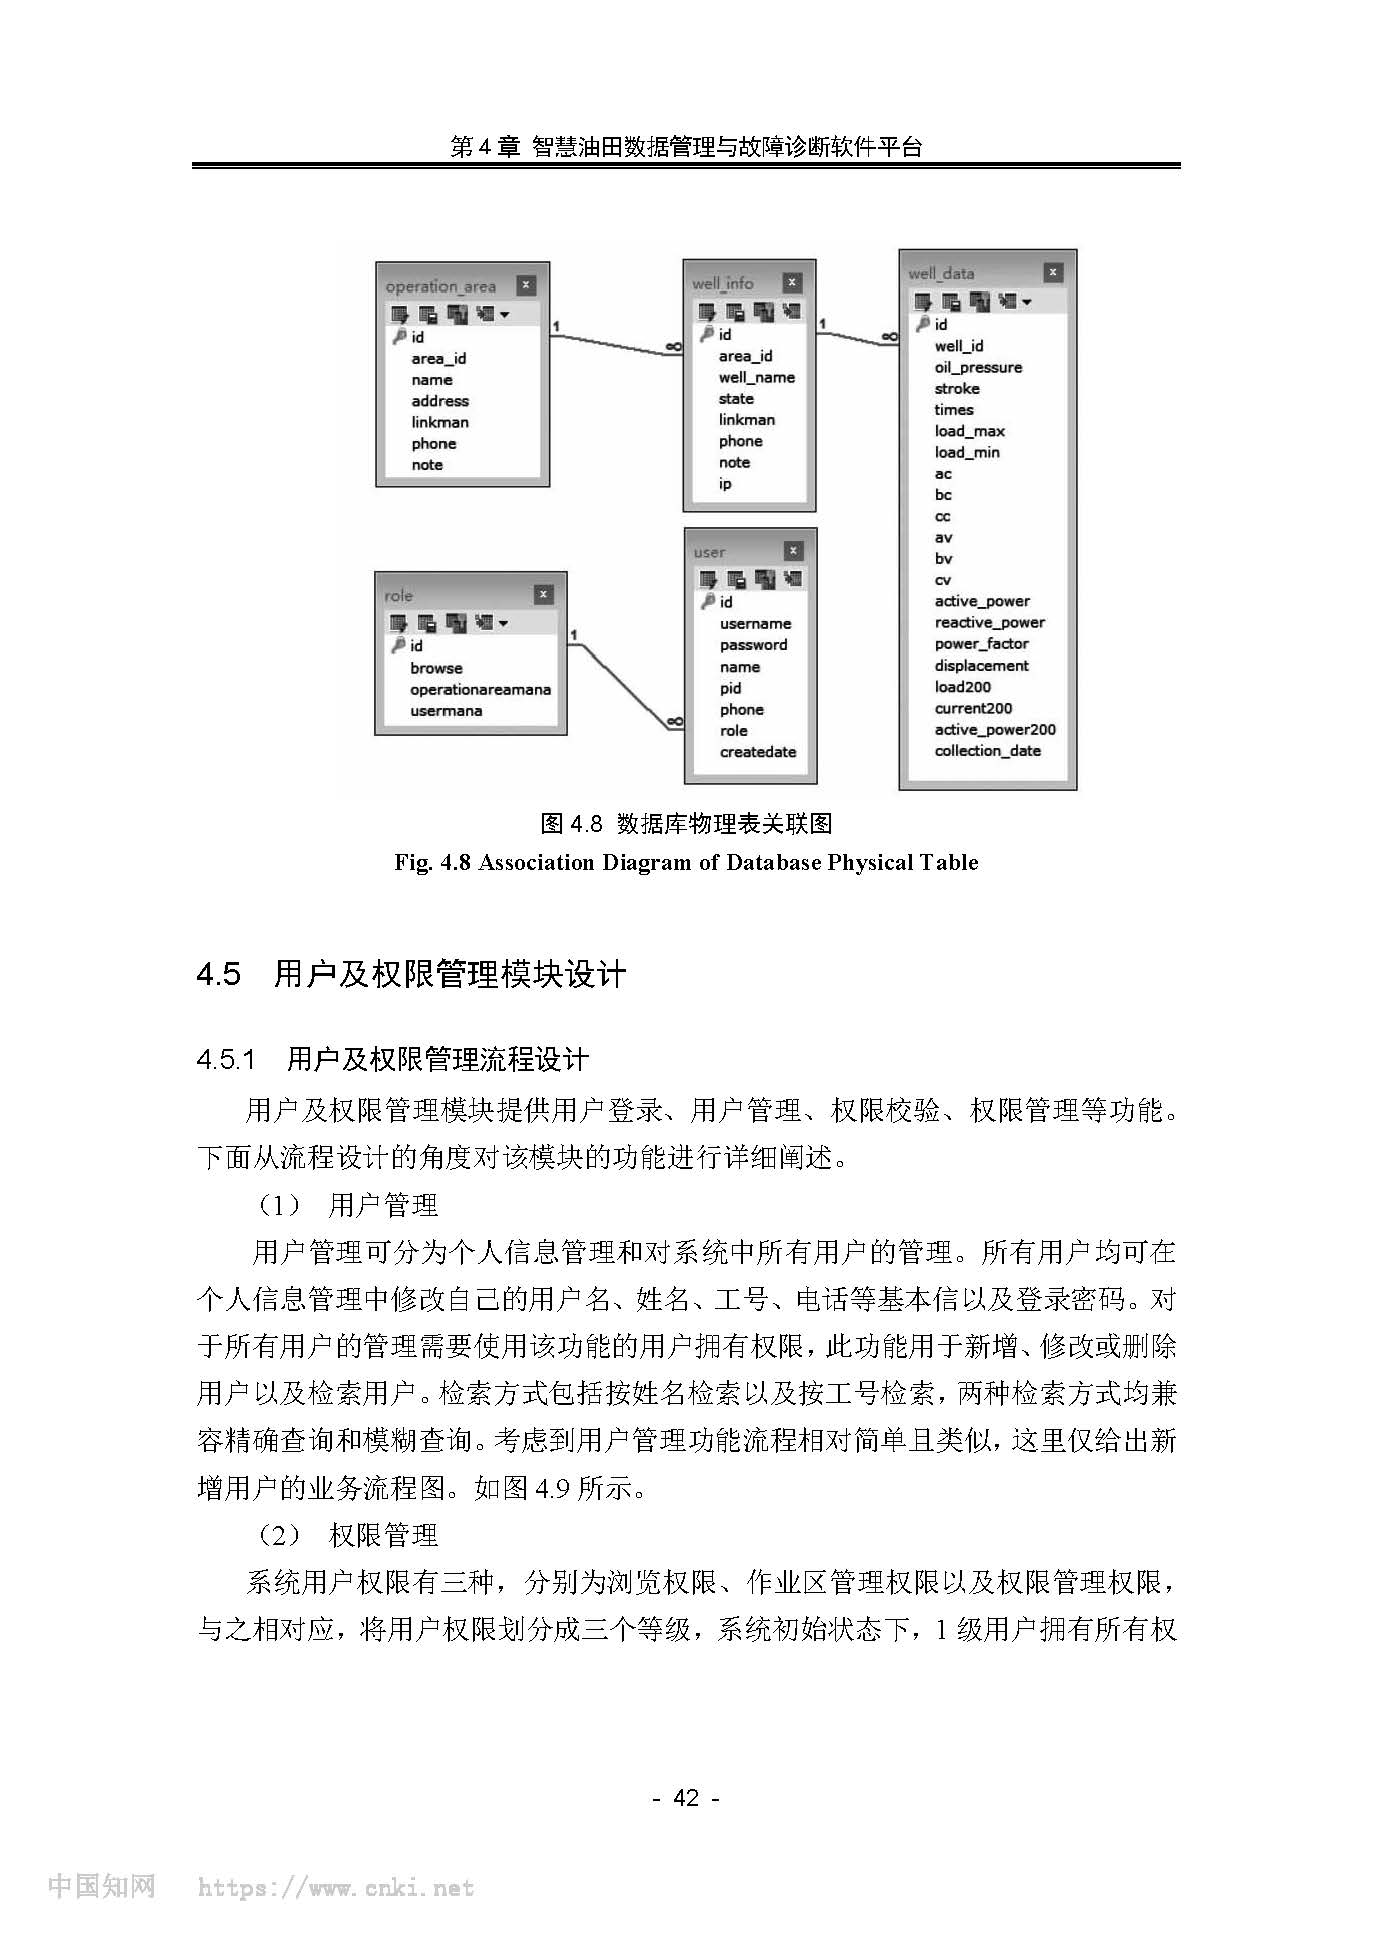 第 4 章 智慧油田数据管理与故障诊断软件平台
operation_area
id
area_id
name
address
linkman
phone
note
1
∞
well_info
id
area_id
well_name
state
linkman
phone
note
ip
1
∞
well_data
id
well_id
oil_pressure
stroke
times
load_max
load_min
ac
bc
cc
av
bv
cv
active_power
reactive_power
power_factor
displacement
load200
current200
active_power200
collection_date
role
id
browse
operationareamana
usermana
1
∞
user
id
username
password
name
pid
phone
role
createdate
图 4.8 数据库物理表关联图
Fig. 4.8 Association Diagram of Database Physical Table
4.5 用户及权限管理模块设计
4.5.1 用户及权限管理流程设计
用户及权限管理模块提供用户登录、用户管理、权限校验、权限管理等功能。
下面从流程设计的角度对该模块的功能进行详细阐述。
（1） 用户管理
用户管理可分为个人信息管理和对系统中所有用户的管理。所有用户均可在
个人信息管理中修改自己的用户名、姓名、工号、电话等基本信以及登录密码。对
于所有用户的管理需要使用该功能的用户拥有权限，此功能用于新增、修改或删除
用户以及检索用户。检索方式包括按姓名检索以及按工号检索，两种检索方式均兼
容精确查询和模糊查询。考虑到用户管理功能流程相对简单且类似，这里仅给出新
增用户的业务流程图。如图 4.9 所示。
（2） 权限管理
系统用户权限有三种，分别为浏览权限、作业区管理权限以及权限管理权限，
与之相对应，将用户权限划分成三个等级，系统初始状态下，1 级用户拥有所有权
- 42 -
中国知网 https://www.cnki.net